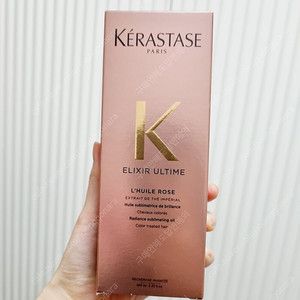 KÉRASTASE
PARIS
K
ELIXIR ULTIME
L'HUILE ROSE
EXTRAIT DE THÉ IMPÉRIAL
Huile sublimatrice de brillance
Cheveux colorés
Radiance sublimating oil
Color-treated hair